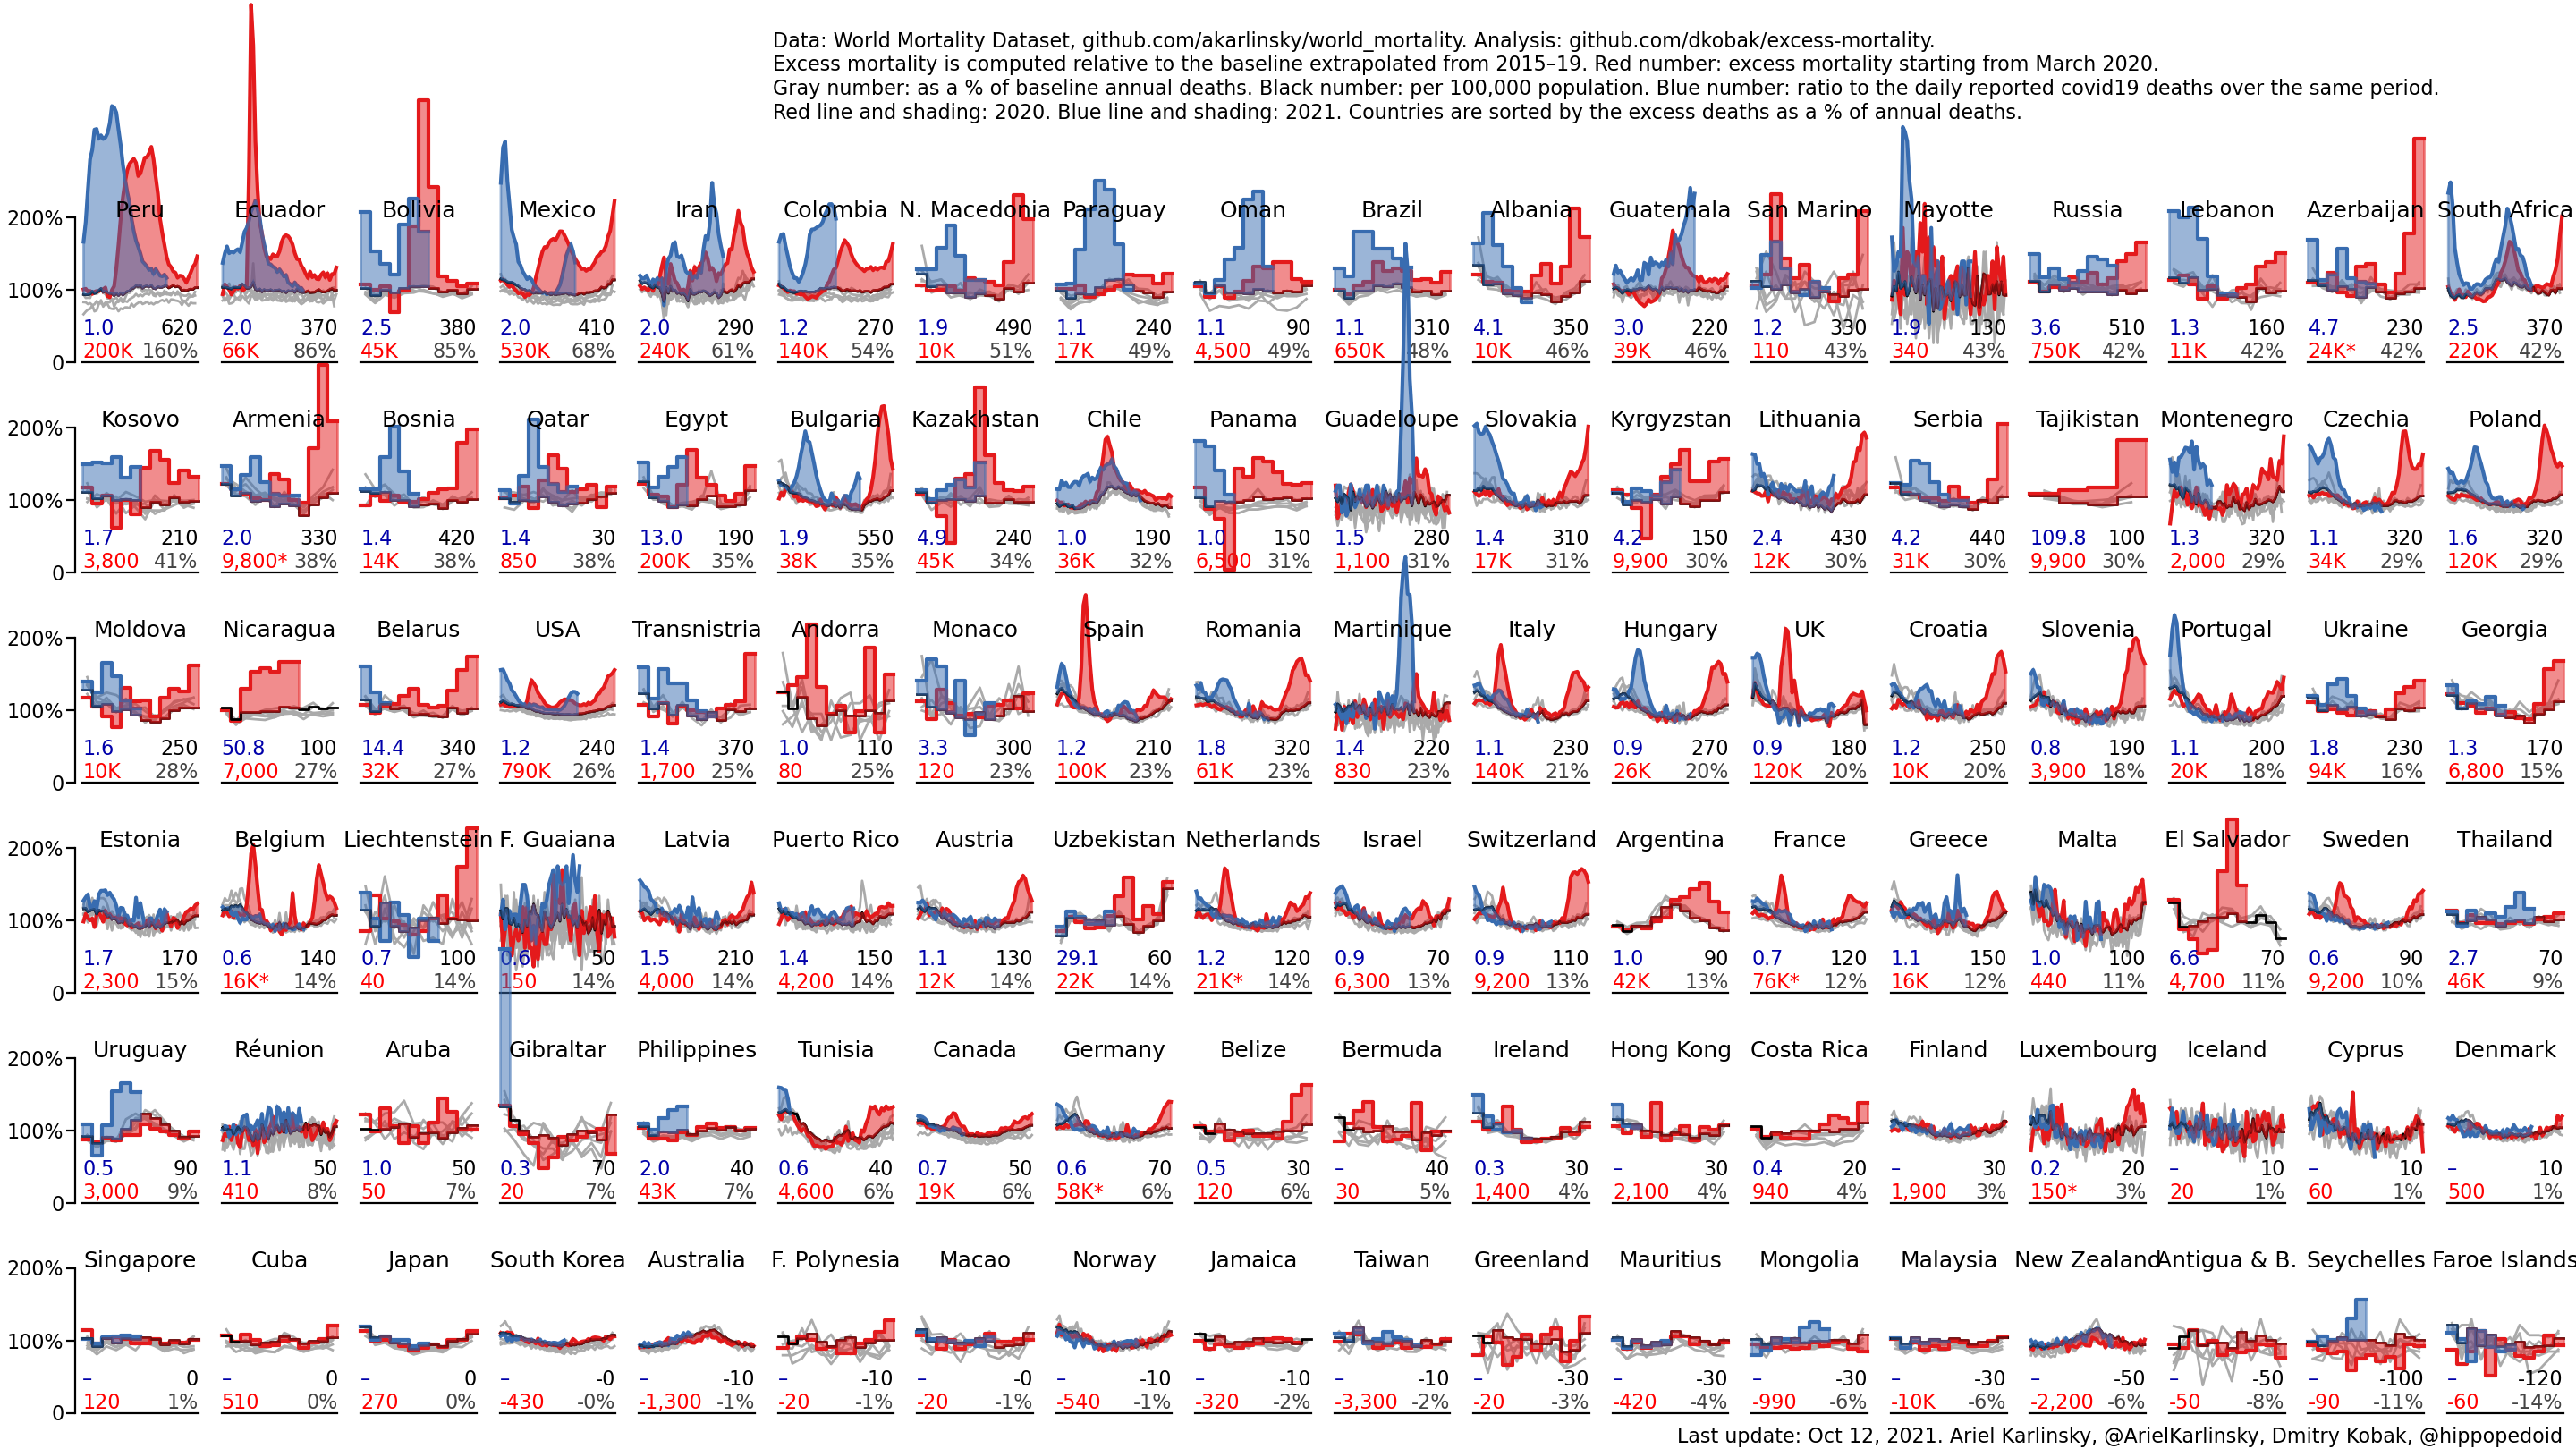 Data: World Mortality Dataset, github.com/akarlinsky/world_mortality. Analysis: github.com/dkobak/excess-mortality.
Excess mortality is computed relative to the baseline extrapolated from 2015–19. Red number: excess mortality starting from March 2020.
Gray number: as a % of baseline annual deaths. Black number: per 100,000 population. Blue number: ratio to the daily reported covid19 deaths over the same period.
Red line and shading: 2020. Blue line and shading: 2021. Countries are sorted by the excess deaths as a % of annual deaths.
200% Peru Ecuador Bolivia Mexico Iran Colombia N. Macedonia Paraguay Oman Brazil Albania Guatemala San Marino Mayotte Russia Lebanon Azerbaijan South Africa
100%
1.0 620 2.0 370 2.5 380 2.0 410 2.0 290 1.2 270 1.9 490 1.1 240 1.1 90 1.1 310 4.1 350 3.0 220 1.2 330 1.9 130 3.6 510 1.3 160 4.7 230 2.5 370
200K 160% 66K 86% 45K 85% 530K 68% 240K 61% 140K 54% 10K 51% 17K 49% 4,500 49% 650K 48% 10K 46% 39K 46% 110 43% 340 43% 750K 42% 11K 42% 24K* 42% 220K 42%
0
200% Kosovo Armenia Bosnia Qatar Egypt Bulgaria Kazakhstan Chile Panama Guadeloupe Slovakia Kyrgyzstan Lithuania Serbia Tajikistan Montenegro Czechia Poland
100%
1.7 210 2.0 330 1.4 420 1.4 30 13.0 190 1.9 550 4.9 240 1.0 190 1.0 150 1.5 280 1.4 310 4.2 150 2.4 430 4.2 440 109.8 100 1.3 320 1.1 320 1.6 320
3,800 41% 9,800* 38% 14K 38% 850 38% 200K 35% 38K 35% 45K 34% 36K 32% 6,500 31% 1,100 31% 17K 31% 9,900 30% 12K 30% 31K 30% 9,900 30% 2,000 29% 34K 29% 120K 29%
0
200% Moldova Nicaragua Belarus USA Transnistria Andorra Monaco Spain Romania Martinique Italy Hungary UK Croatia Slovenia Portugal Ukraine Georgia
100%
1.6 250 50.8 100 14.4 340 1.2 240 1.4 370 1.0 110 3.3 300 1.2 210 1.8 320 1.4 220 1.1 230 0.9 270 0.9 180 1.2 250 0.8 190 1.1 200 1.8 230 1.3 170
10K 28% 7,000 27% 32K 27% 790K 26% 1,700 25% 80 25% 120 23% 100K 23% 61K 23% 830 23% 140K 21% 26K 20% 120K 20% 10K 20% 3,900 18% 20K 18% 94K 16% 6,800 15%
0
200% Estonia Belgium Liechtenstein F. Guaiana Latvia Puerto Rico Austria Uzbekistan Netherlands Israel Switzerland Argentina France Greece Malta El Salvador Sweden Thailand
100%
1.7 170 0.6 140 0.7 100 0.6 50 1.5 210 1.4 150 1.1 130 29.1 60 1.2 120 0.9 70 0.9 110 1.0 90 0.7 120 1.1 150 1.0 100 6.6 70 0.6 90 2.7 70
2,300 15% 16K* 14% 40 14% 150 14% 4,000 14% 4,200 14% 12K 14% 22K 14% 21K* 14% 6,300 13% 9,200 13% 42K 13% 76K* 12% 16K 12% 440 11% 4,700 11% 9,200 10% 46K 9%
0
200% Uruguay Réunion Aruba Gibraltar Philippines Tunisia Canada Germany Belize Bermuda Ireland Hong Kong Costa Rica Finland Luxembourg Iceland Cyprus Denmark
100%
0.5 90 1.1 50 1.0 50 0.3 70 2.0 40 0.6 40 0.7 50 0.6 70 0.5 30 – 40 0.3 30 – 30 0.4 20 – 30 0.2 20 – 10 – 10 – 10
3,000 9% 410 8% 50 7% 20 7% 43K 7% 4,600 6% 19K 6% 58K* 6% 120 6% 30 5% 1,400 4% 2,100 4% 940 4% 1,900 3% 150* 3% 20 1% 60 1% 500 1%
0
200% Singapore Cuba Japan South Korea Australia F. Polynesia Macao Norway Jamaica Taiwan Greenland Mauritius Mongolia Malaysia New Zealand Antigua & B. Seychelles Faroe Islands
100%
– 0 – 0 – 0 – -0 – -10 – -10 – -0 – -10 – -10 – -10 – -30 – -30 – -30 – -30 – -50 – -50 – -100 – -120
120 1% 510 0% 270 0% -430 -0% -1,300 -1% -20 -1% -20 -1% -540 -1% -320 -2% -3,300 -2% -20 -3% -420 -4% -990 -6% -10K -6% -2,200 -6% -50 -8% -90 -11% -60 -14%
0
Last update: Oct 12, 2021. Ariel Karlinsky, @ArielKarlinsky, Dmitry Kobak, @hippopedoid